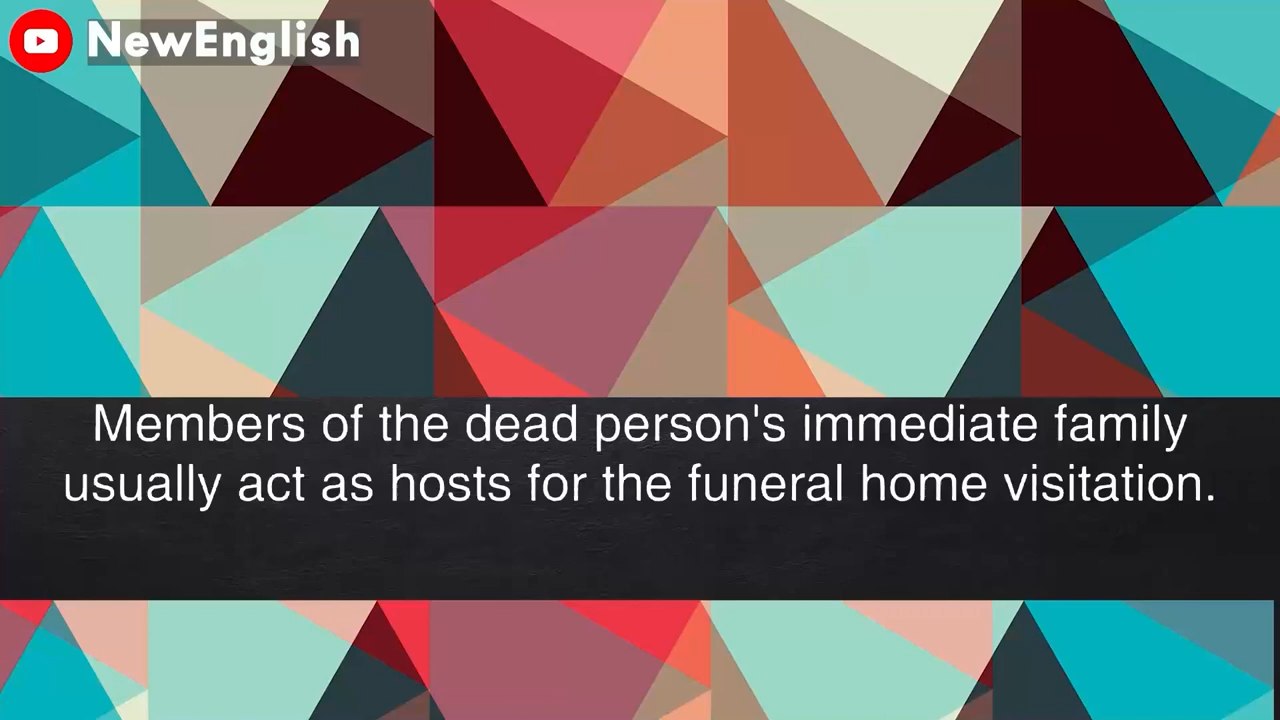 NewEnglish
Members of the dead person's immediate family
usually act as hosts for the funeral home visitation.